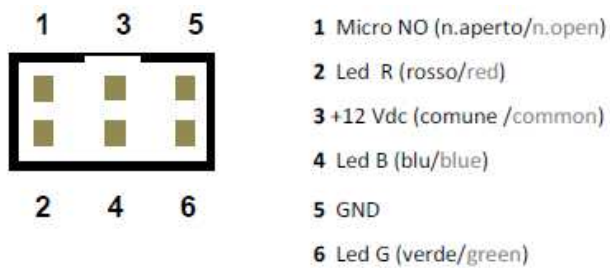 1 3 5
2 4 6
1 Micro NO (n.aperto/n.open)
2 Led R (rosso/red)
3 +12 Vdc (comune /common)
4 Led B (blu/blue)
5 GND
6 Led G (verde/green)